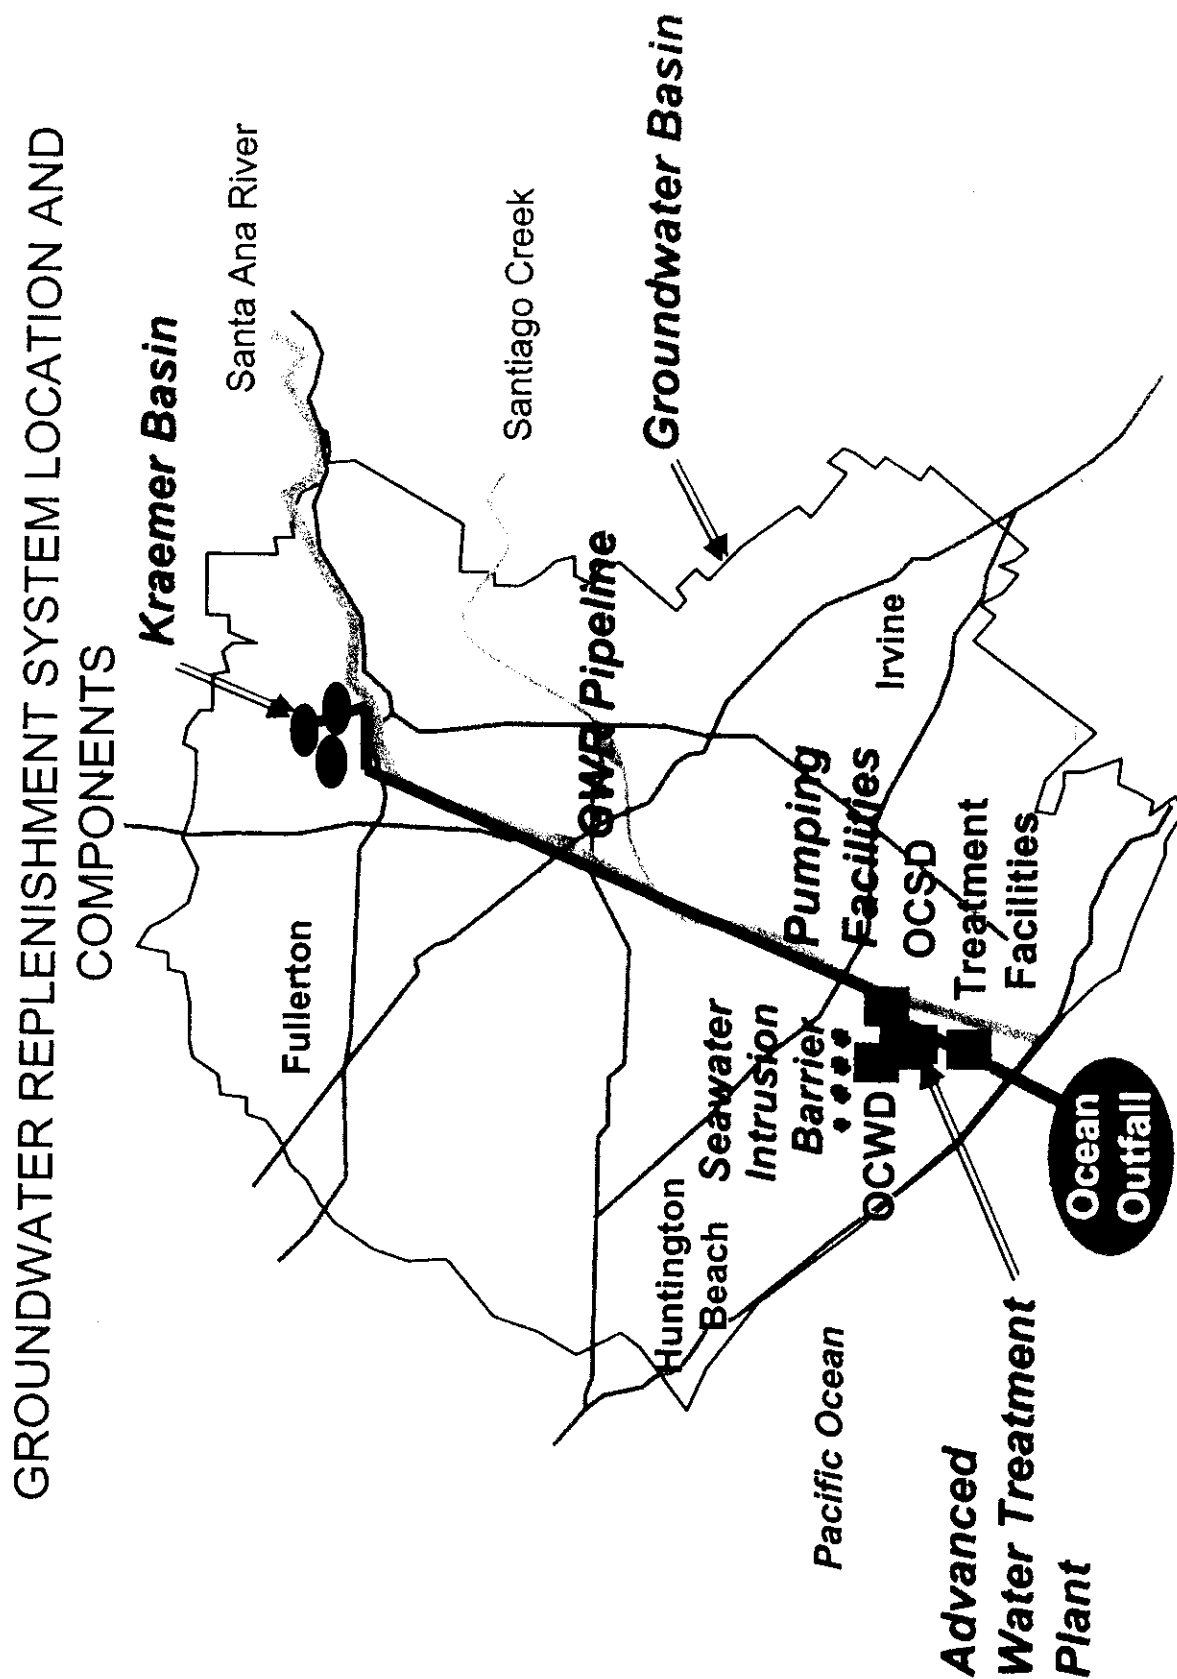 GROUNDWATER REPLENISHMENT SYSTEM LOCATION AND
COMPONENTS
Kraemer Basin
Santa Ana River
Santiago Creek
Groundwater Basin
Fullerton
GWR Pipeline
Irvine
Pumping
Facilities
OCSD
Treatment
Facilities
Seawater
Intrusion
Barrier
OCWD
Huntington
Beach
Pacific Ocean
Ocean
Outfall
Advanced
Water Treatment
Plant